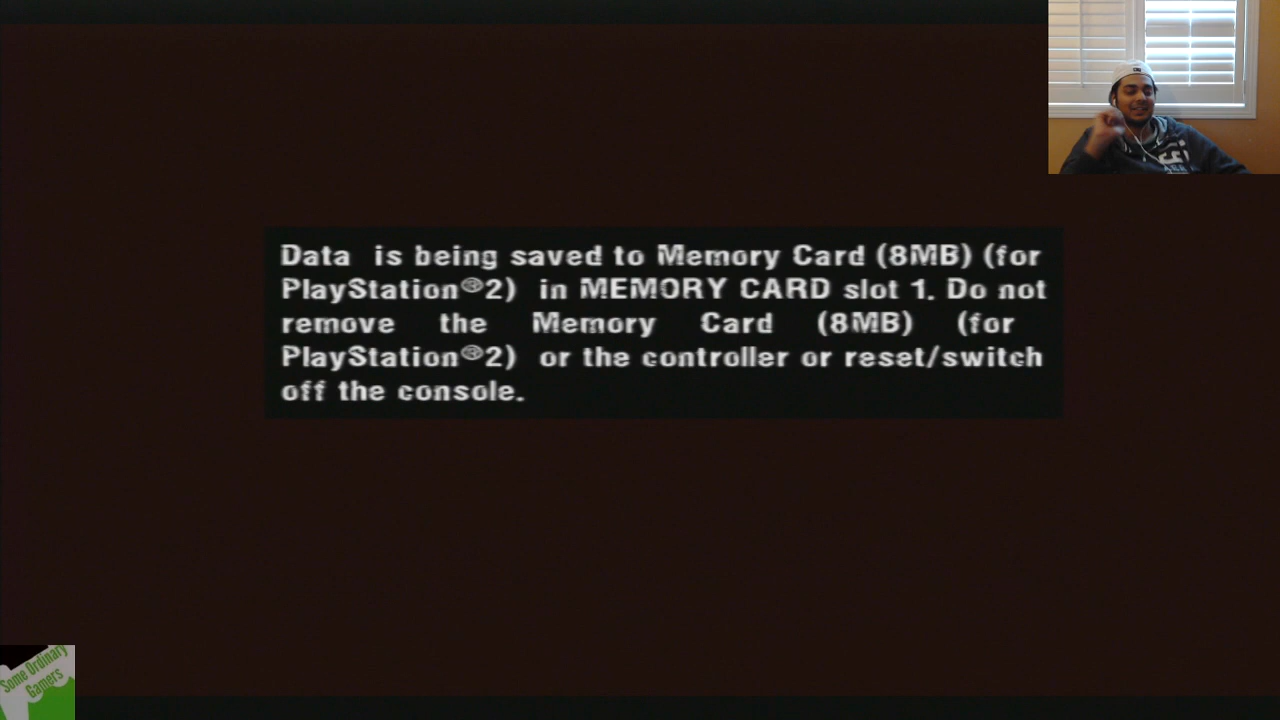 Data is being saved to Memory Card (8MB) (for
PlayStation®2) in MEMORY CARD slot 1. Do not
remove the Memory Card (8MB) (for
PlayStation®2) or the controller or reset/switch
off the console.
Some Ordinary
Gamers